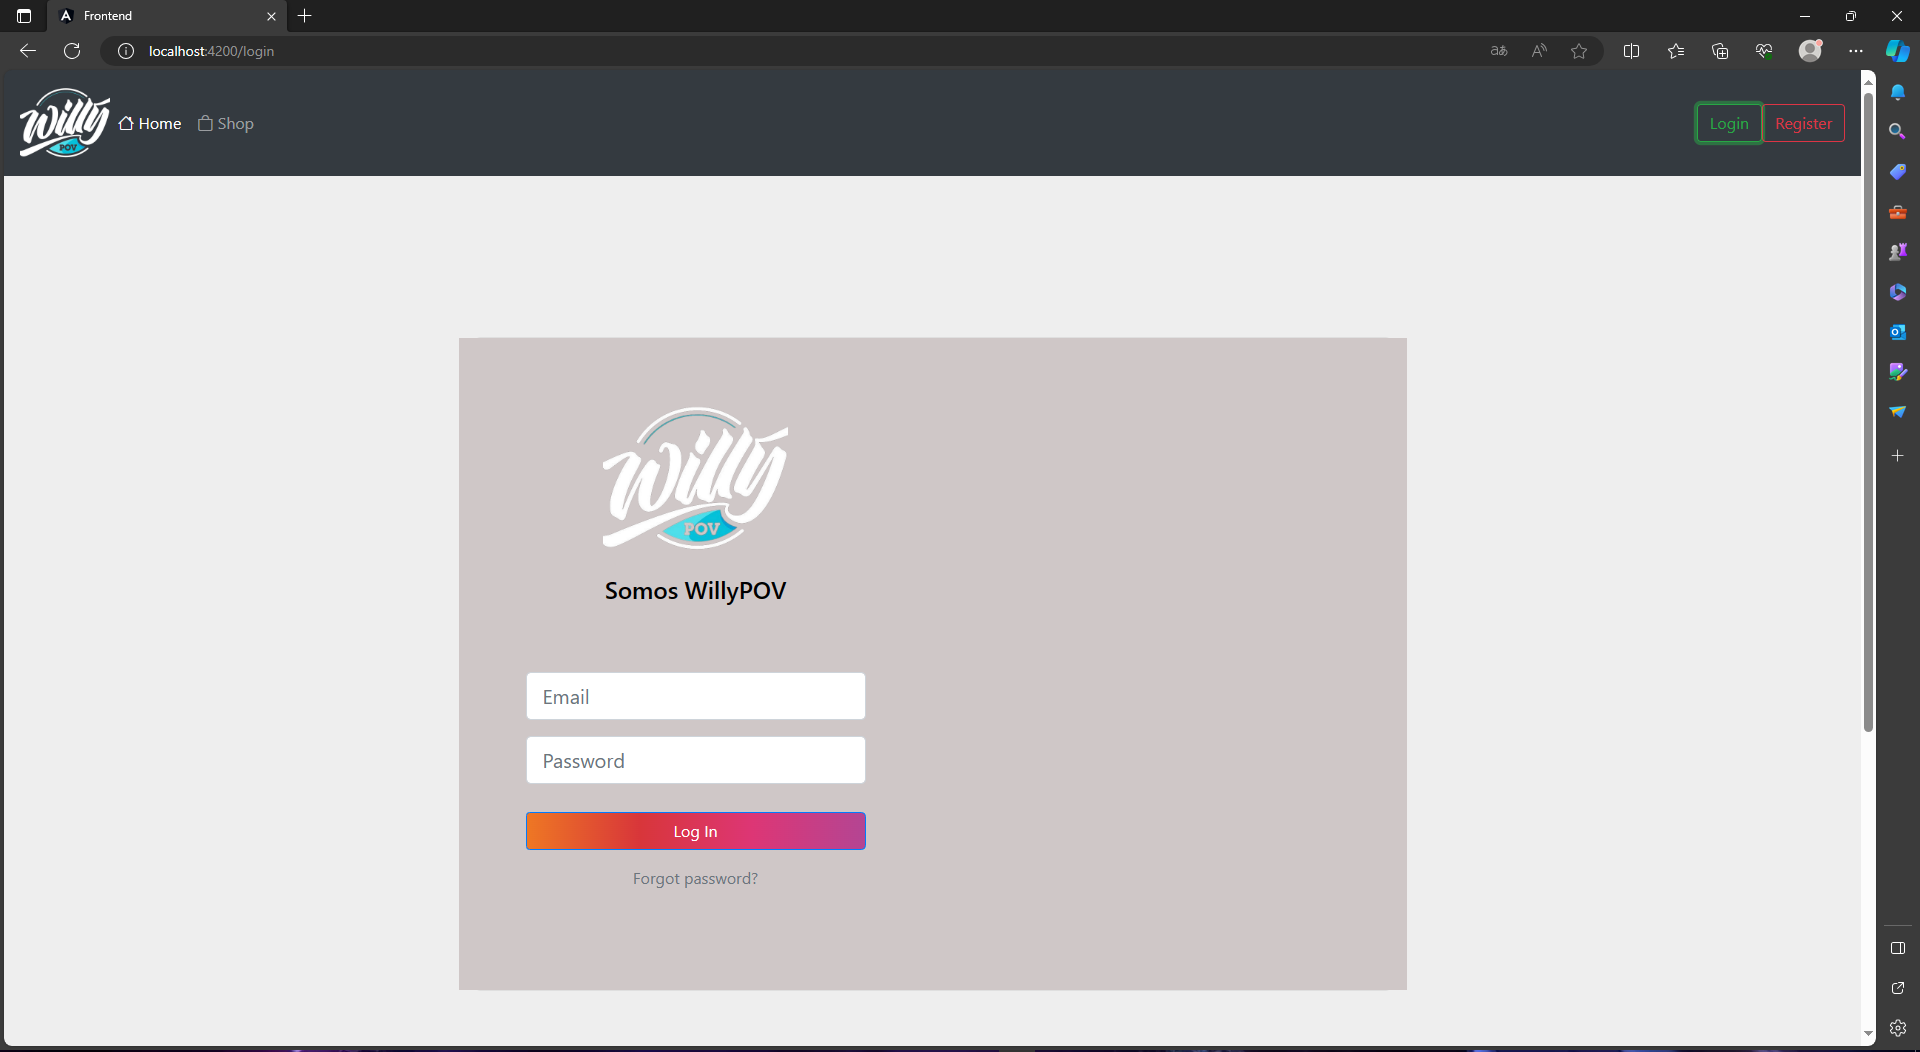 Frontend
localhost:4200/login
Willy
POV
Home
Shop
Login
Register
Willy
POV
Somos WillyPOV
Email
Password
Log In
Forgot password?